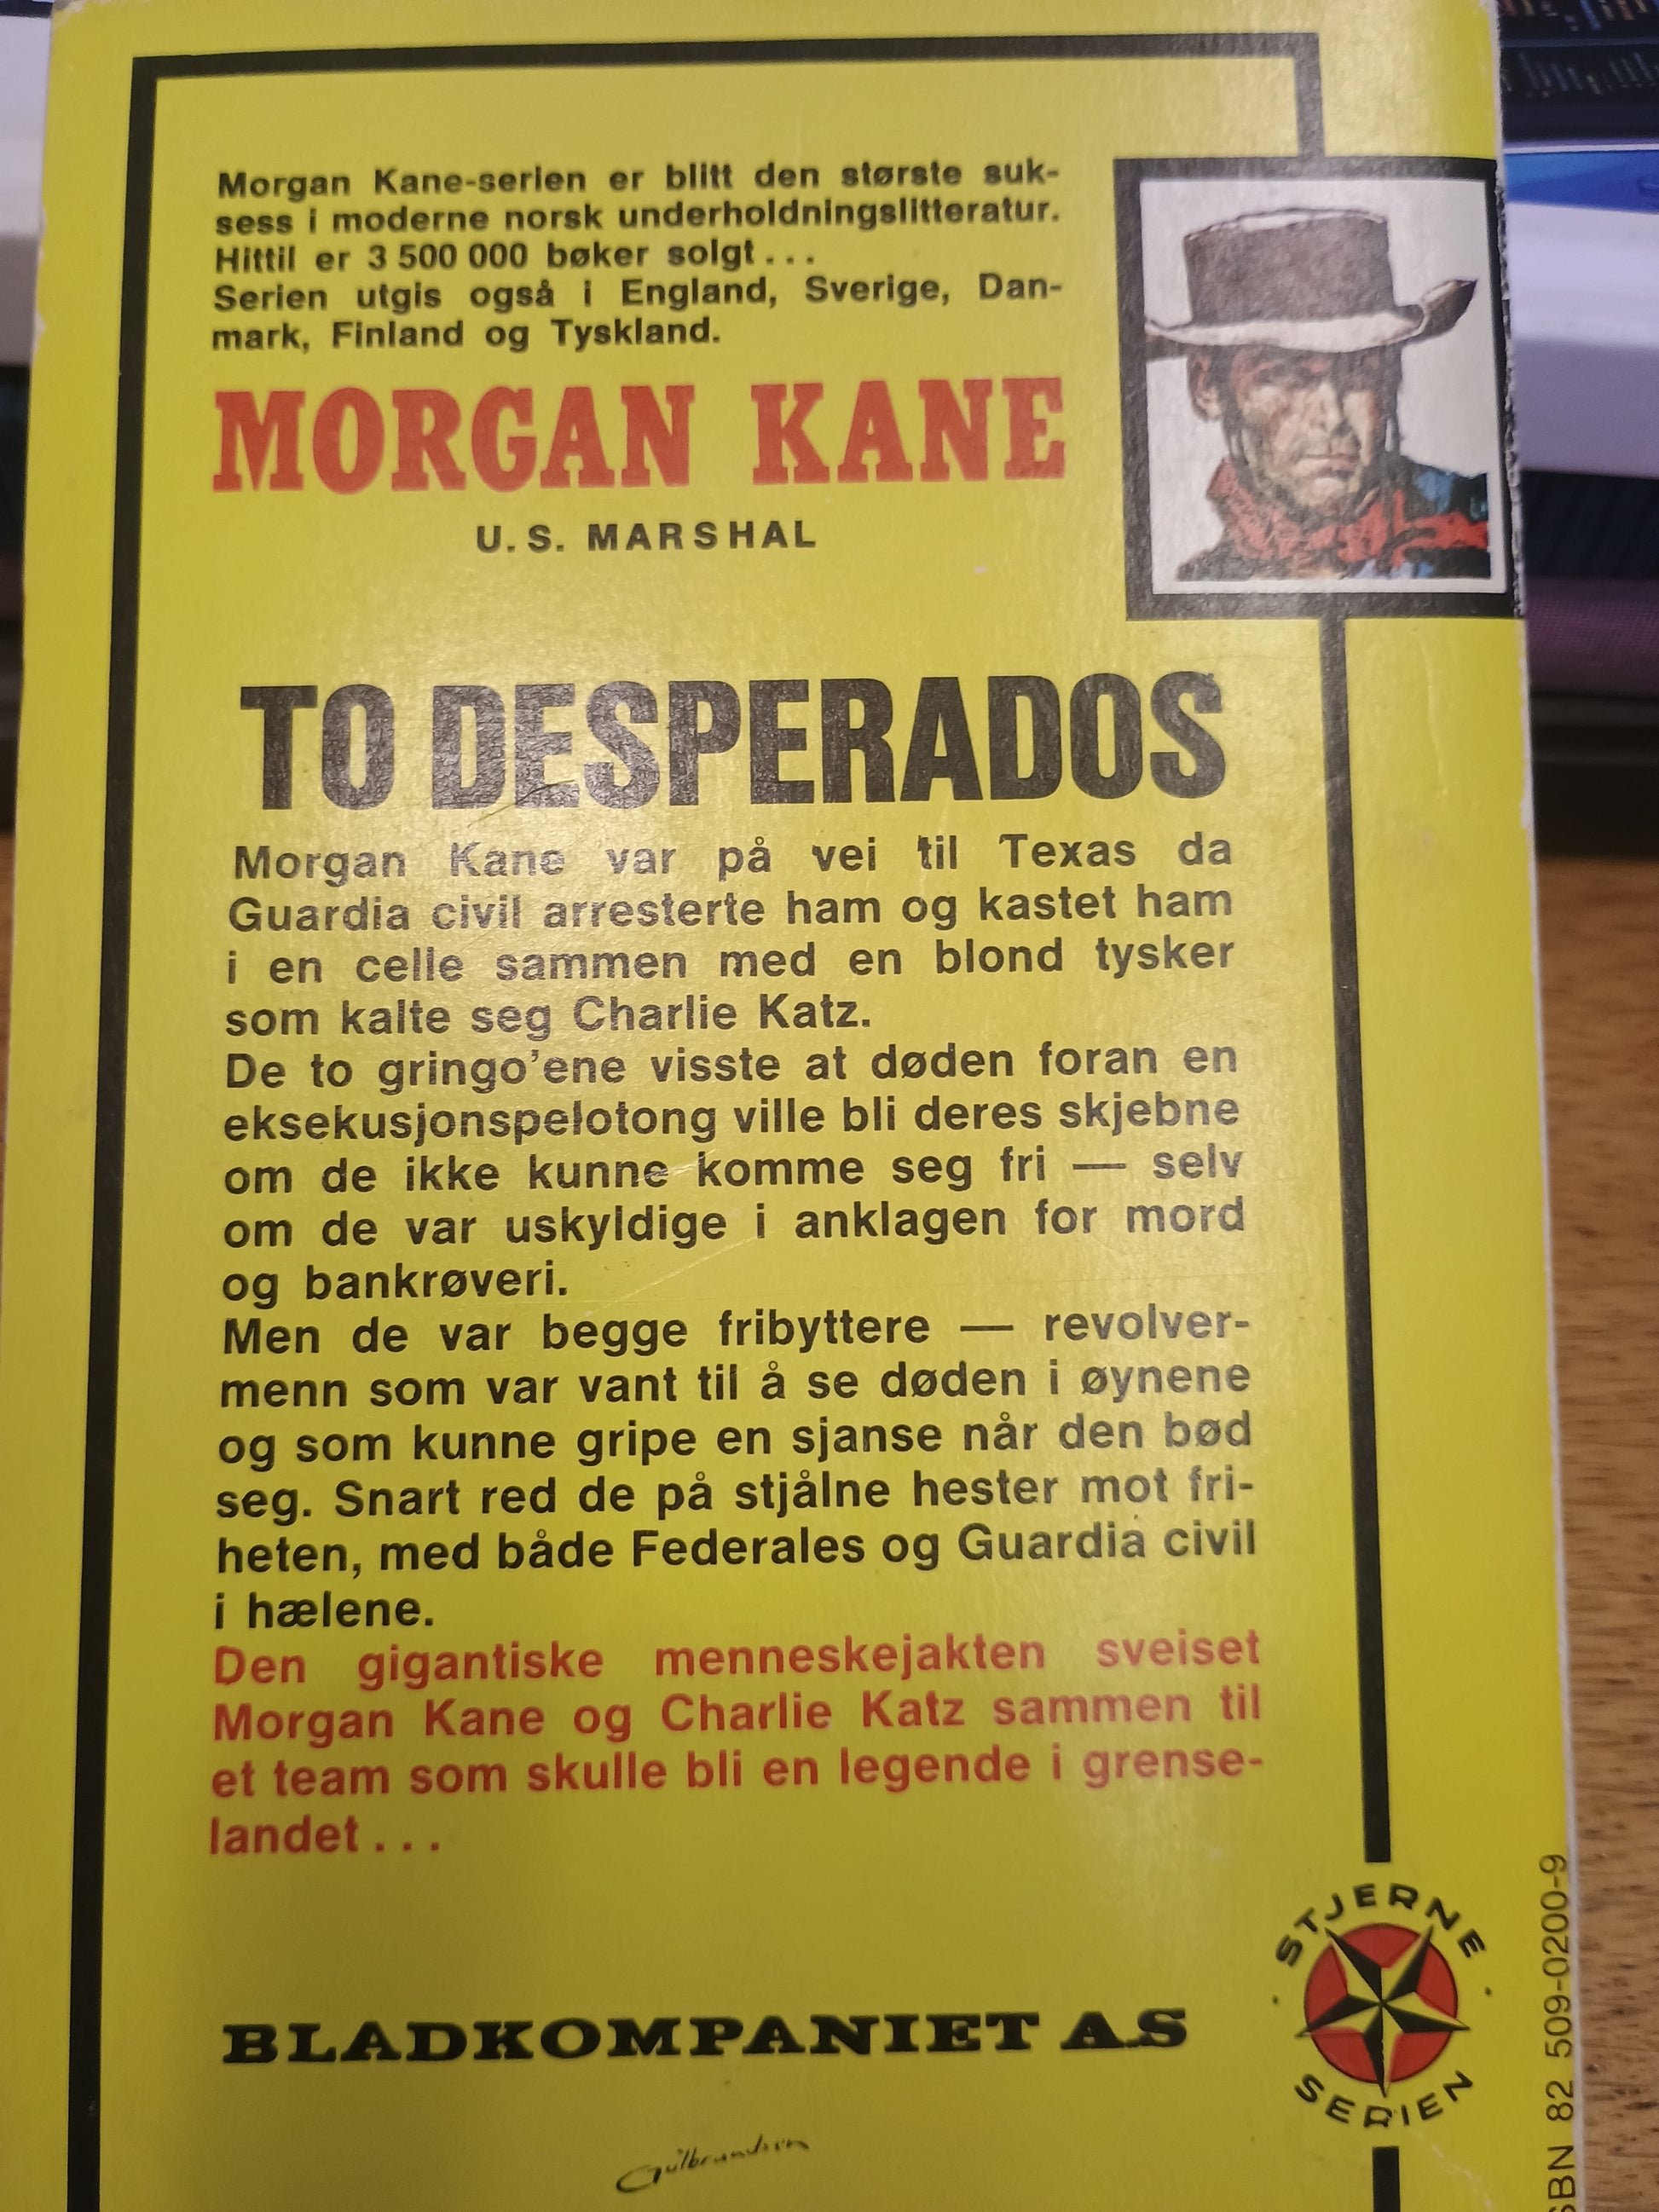 Morgan Kane-serien er blitt den største suk-
sess i moderne norsk underholdningslitteratur.
Hittil er 3 500 000 bøker solgt . . .
Serien utgis også i England, Sverige, Dan-
mark, Finland og Tyskland.
MORGAN KANE
U. S. MARSHAL
TO DESPERADOS
Morgan Kane var på vei til Texas da
Guardia civil arresterte ham og kastet ham
i en celle sammen med en blond tysker
som kalte seg Charlie Katz.
De to gringo'ene visste at døden foran en
eksekusjonspelotong ville bli deres skjebne
om de ikke kunne komme seg fri — selv
om de var uskyldige i anklagen for mord
og bankrøveri.
Men de var begge fribyttere — revolver-
menn som var vant til å se døden i øynene
og som kunne gripe en sjanse når den bød
seg. Snart red de på stjålne hester mot fri-
heten, med både Federales og Guardia civil
i hælene.
Den gigantiske menneskejakten sveiset
Morgan Kane og Charlie Katz sammen til
et team som skulle bli en legende i grense-
landet . . .
BLADKOMPANIET A.S
STJERNE
SERIEN
SBN 82 509-0200-9
Gulbrandsen